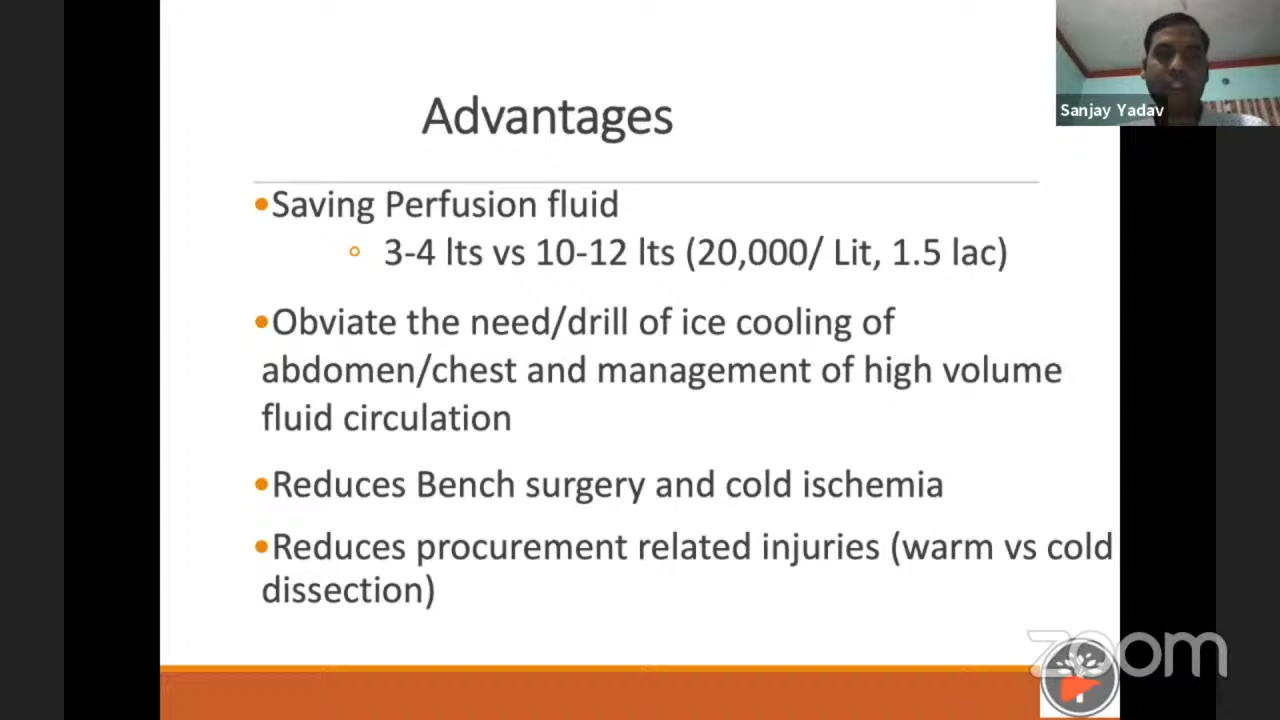 Sanjay Yadav
Advantages
•Saving Perfusion fluid
◦ 3-4 lts vs 10-12 lts (20,000/ Lit, 1.5 lac)
•Obviate the need/drill of ice cooling of
abdomen/chest and management of high volume
fluid circulation
•Reduces Bench surgery and cold ischemia
•Reduces procurement related injuries (warm vs cold
dissection)
zoom